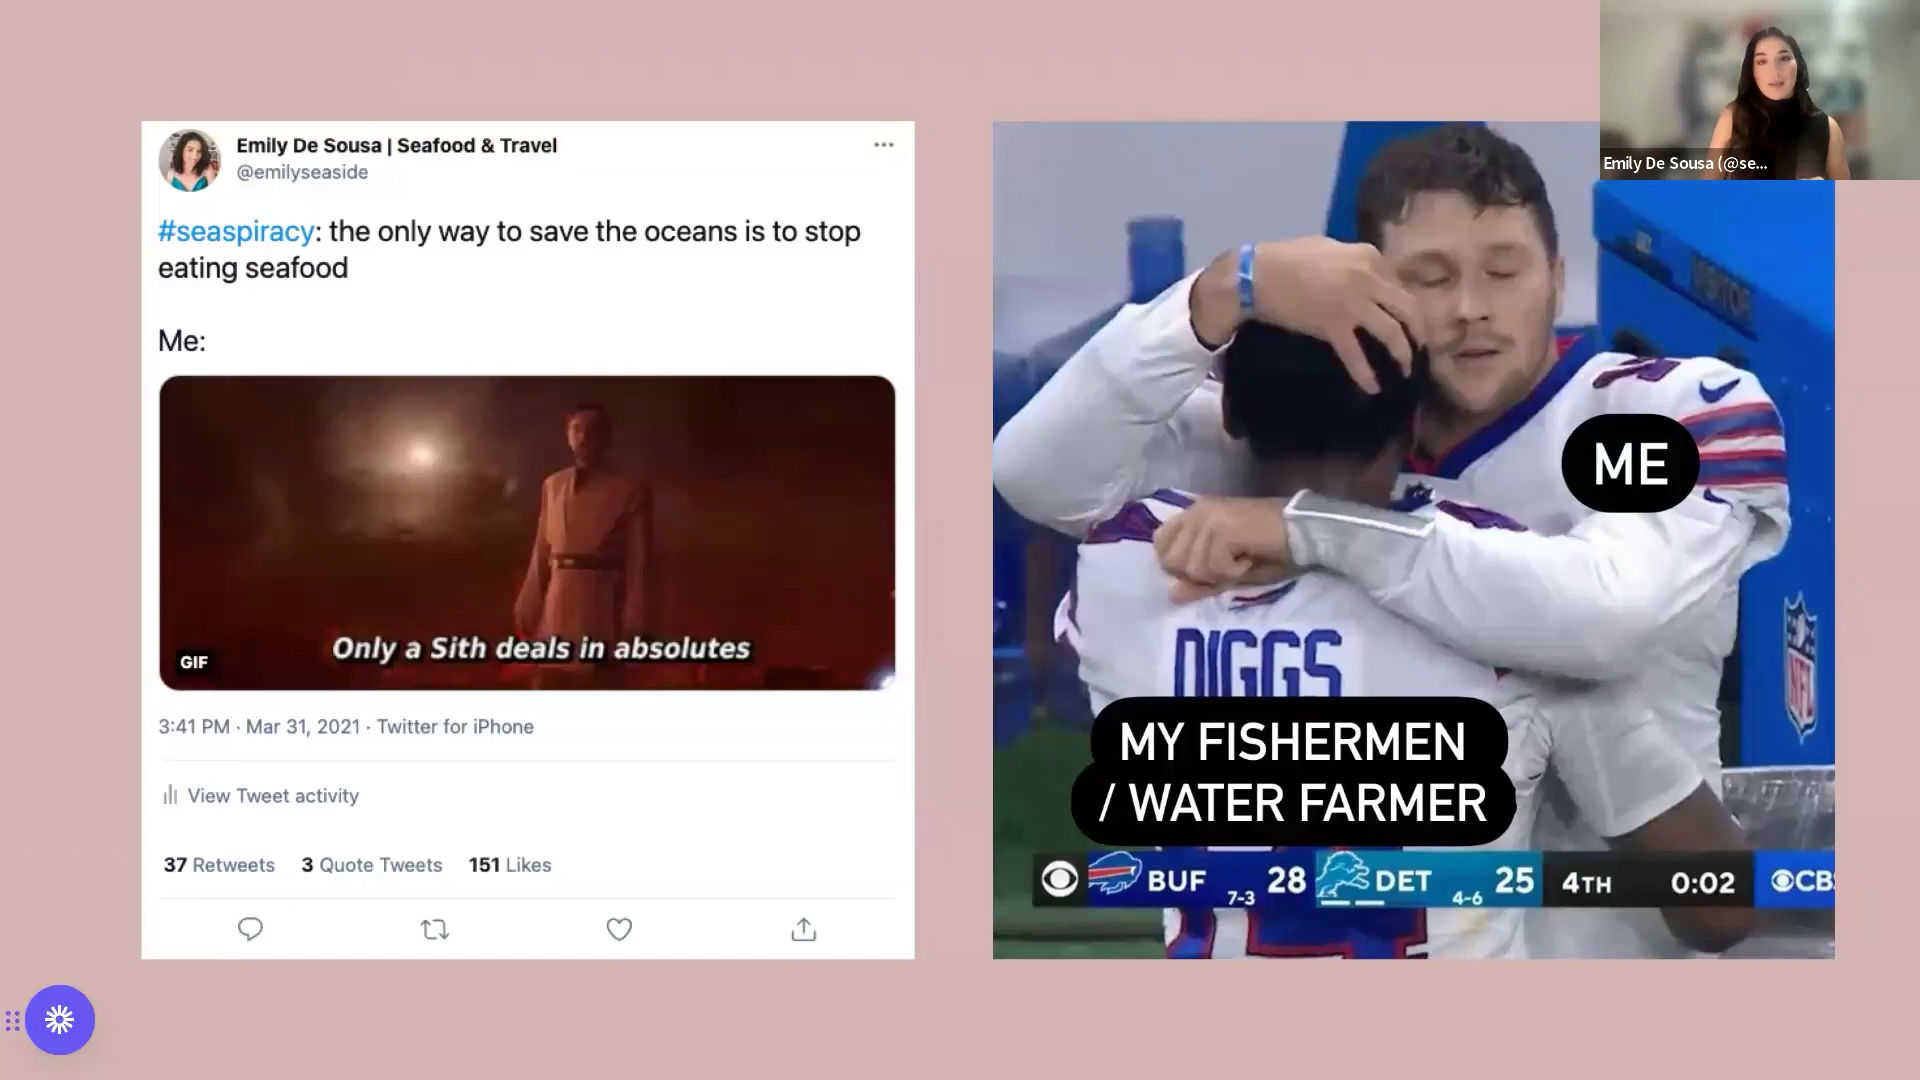 Emily De Sousa | Seafood & Travel
@emilyseaside
#seaspiracy: the only way to save the oceans is to stop
eating seafood
Me:
Only a Sith deals in absolutes
GIF
3:41 PM · Mar 31, 2021 · Twitter for iPhone
View Tweet activity
37 Retweets 3 Quote Tweets 151 Likes
Emily De Sousa (@se...
VISITOR
ME
DIGGS
NFL
MY FISHERMEN
/ WATER FARMER
BUF 7-3 28 DET 4-6 25 4TH 0:02 CB